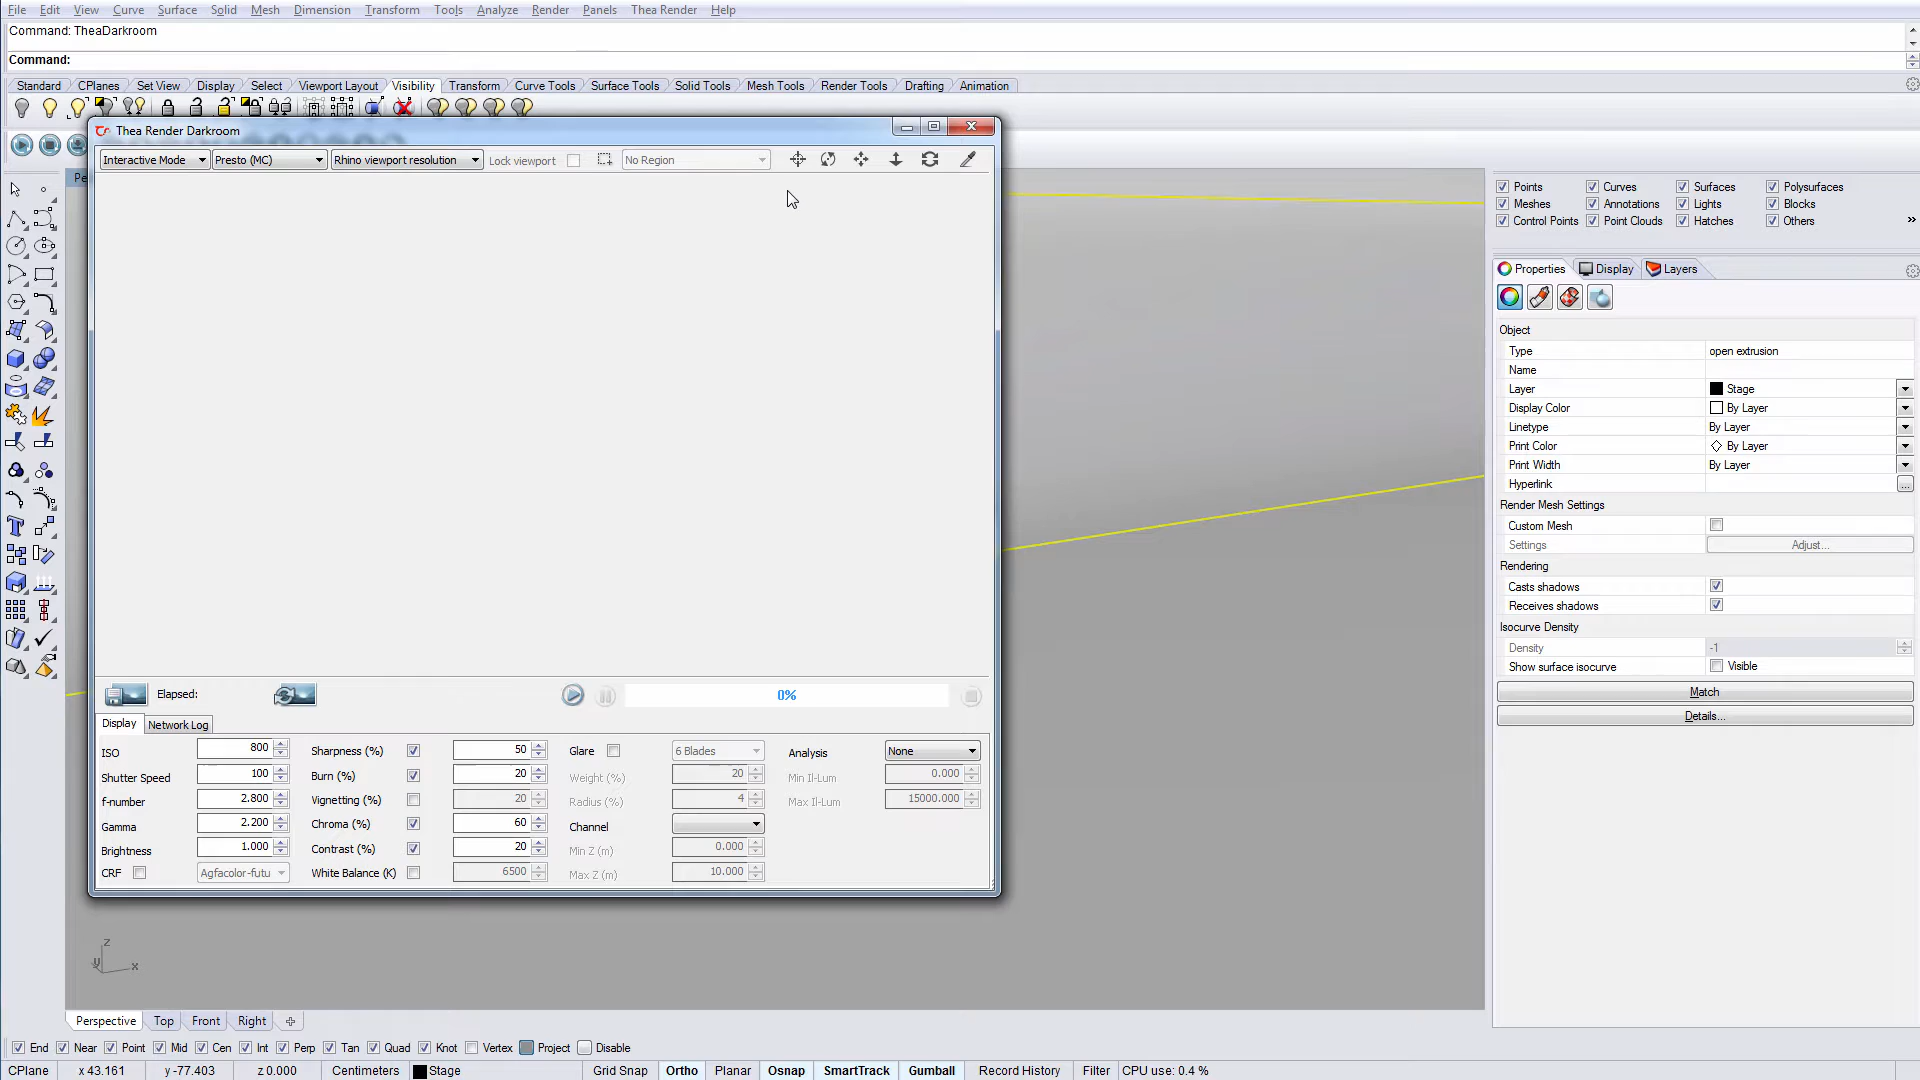 File Edit View Curve Surface Solid Mesh Dimension Transform Tools Analyze Render Panels Thea Render Help
Command: TheaDarkroom
Command:
Standard CPlanes Set View Display Select Viewport Layout Visibility Transform Curve Tools Surface Tools Solid Tools Mesh Tools Render Tools Drafting Animation
Thea Render Darkroom
Interactive Mode Presto (MC) Rhino viewport resolution Lock viewport No Region
Pe
Points Curves Surfaces Polysurfaces
Meshes Annotations Lights Blocks
Control Points Point Clouds Hatches Others »
Properties Display Layers
Object
Type open extrusion
Name
Layer Stage
Display Color By Layer
Linetype By Layer
Print Color By Layer
Print Width By Layer
Hyperlink ...
Render Mesh Settings
Custom Mesh
Settings Adjust...
Rendering
Casts shadows
Receives shadows
Isocurve Density
Density -1
Show surface isocurve Visible
Match
Details...
Elapsed: 0%
Display Network Log
ISO 800 Sharpness (%) 50 Glare 6 Blades Analysis None
Shutter Speed 100 Burn (%) 20 Weight (%) 20 Min Il-Lum 0.000
f-number 2.800 Vignetting (%) 20 Radius (%) 4 Max Il-Lum 15000.000
Gamma 2.200 Chroma (%) 60 Channel
Brightness 1.000 Contrast (%) 20 Min Z (m) 0.000
CRF Agfacolor-futu White Balance (K) 6500 Max Z (m) 10.000
z
y x
Perspective Top Front Right
End Near Point Mid Cen Int Perp Tan Quad Knot Vertex Project Disable
CPlane x 43.161 y -77.403 z 0.000 Centimeters Stage Grid Snap Ortho Planar Osnap SmartTrack Gumball Record History Filter CPU use: 0.4 %